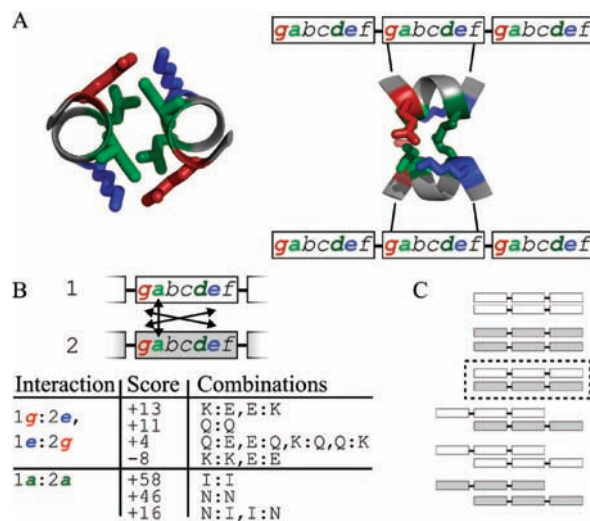 A
gabcdef gabcdef gabcdef
gabcdef gabcdef gabcdef
B
1 gabcdef
2 gabcdef
C
Interaction Score Combinations
1g:2e, +13 K:E,E:K
+11 Q:Q
1e:2g +4 Q:E,E:Q,K:Q,Q:K
-8 K:K,E:E
1a:2a +58 I:I
+46 N:N
+16 N:I,I:N